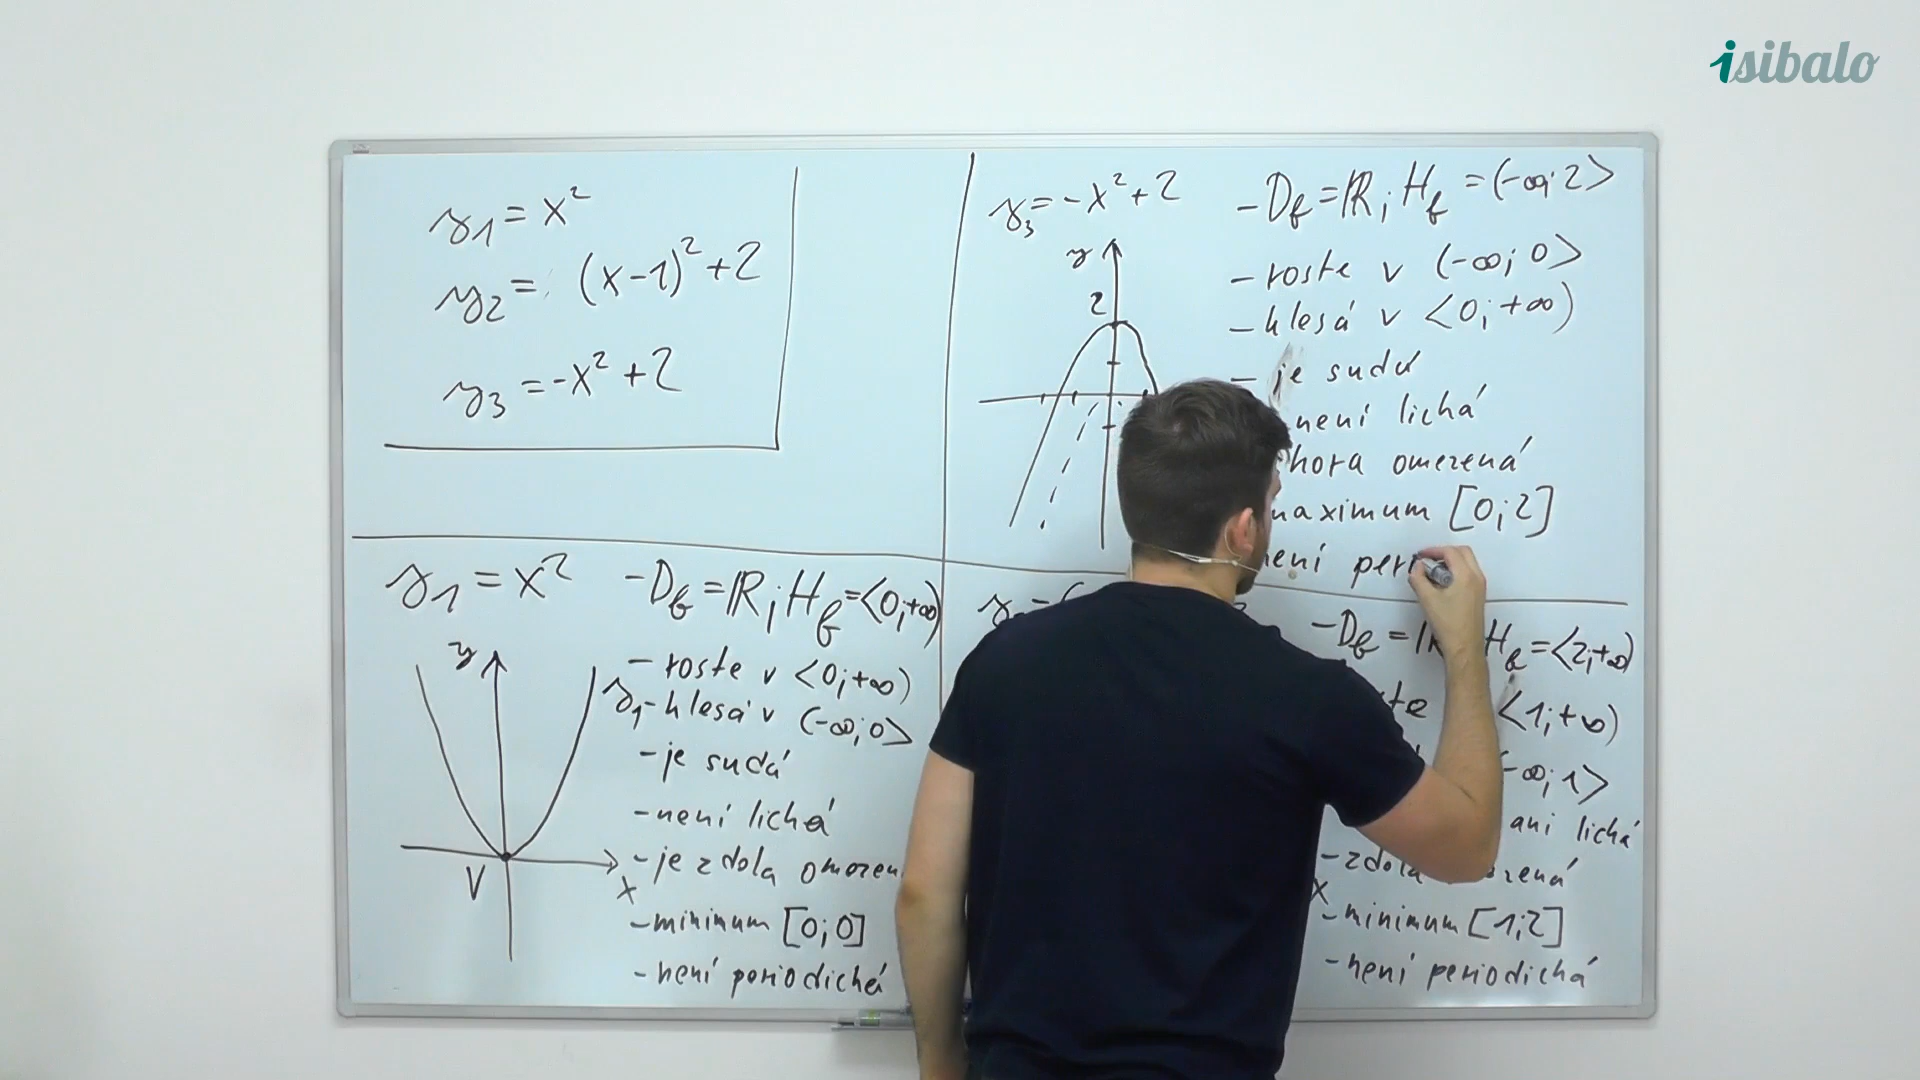 isibalo
y1 = x²
y2 = (x-1)² + 2
y3 = -x² + 2
y3 = -x² + 2
y
2
- Df = ℝ; Hf = (-∞; 2>
- roste v (-∞; 0>
- klesá v <0; +∞)
- je sudá
není lichá
shora omezená
maximum [0; 2]
není peri
y1 = x²
y
V
x
y1
- Df = ℝ; Hf = <0; +∞)
- roste v <0; +∞)
- klesá v (-∞; 0>
- je sudá
- není lichá
- je zdola omezen
- minimum [0; 0]
- není periodická
x
- Df = ℝ Hf = <2; +∞)
<1; +∞)
-∞; 1>
ani lichá
- zdola
- minimum [1; 2]
- není periodická